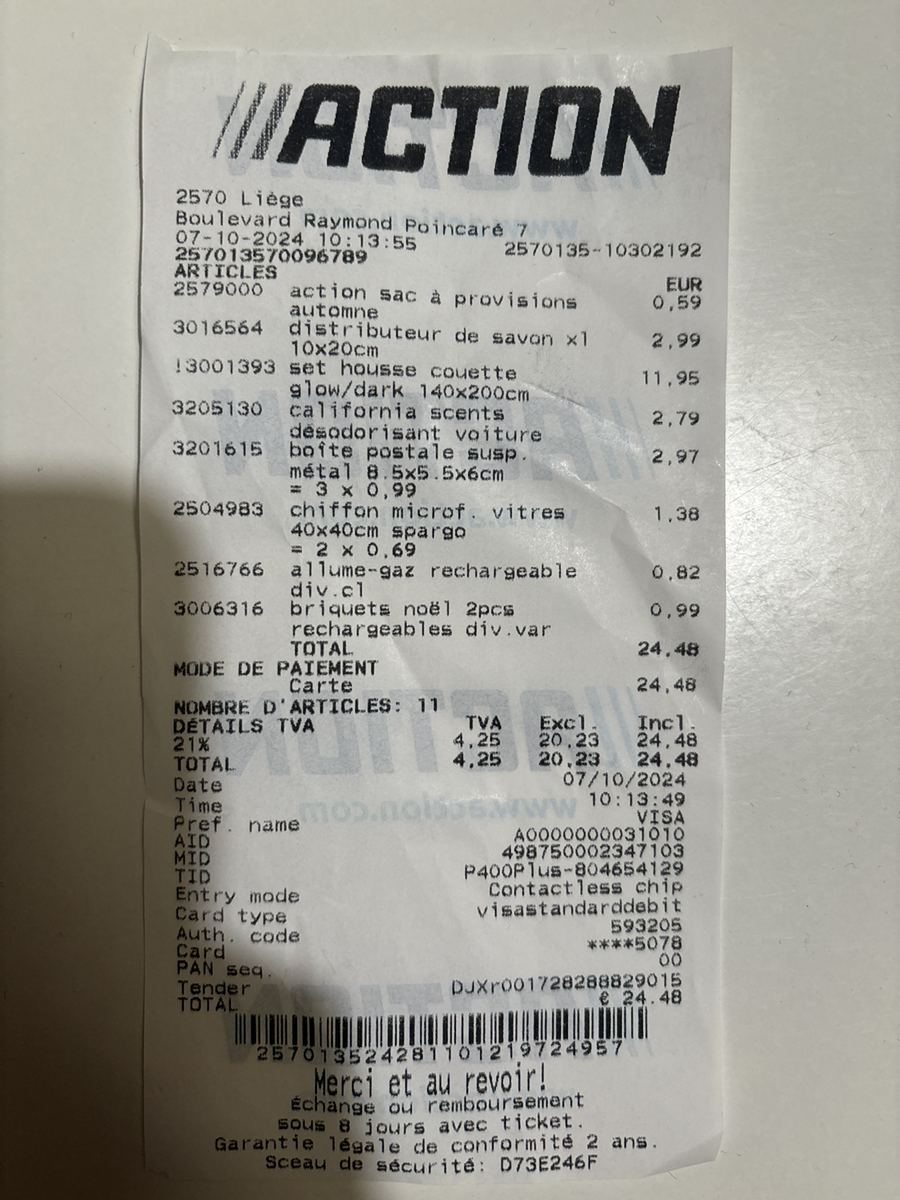 ///ACTION
2570 Liège
Boulevard Raymond Poincaré 7
07-10-2024 10:13:55 2570135-10302192
257013570096789
ARTICLES EUR
2579000 action sac à provisions 0,59
automne
3016564 distributeur de savon xl 2,99
10x20cm
!3001393 set housse couette 11,95
glow/dark 140x200cm
3205130 california scents 2,79
désodorisant voiture
3201615 boîte postale susp. 2,97
métal 8.5x5.5x6cm
= 3 x 0,99
2504983 chiffon microf. vitres 1,38
40x40cm spargo
= 2 x 0,69
2516766 allume-gaz rechargeable 0,82
div.cl
3006316 briquets noël 2pcs 0,99
rechargeables div.var
TOTAL 24,48
MODE DE PAIEMENT
Carte 24,48
NOMBRE D'ARTICLES: 11
DÉTAILS TVA TVA Excl. Incl.
21% 4,25 20,23 24,48
TOTAL 4,25 20,23 24,48
Date 07/10/2024
Time 10:13:49
Pref. name VISA
AID A0000000031010
MID 498750002347103
TID P400Plus-804654129
Entry mode Contactless chip
Card type visastandarddebit
Auth. code 593205
Card ****5078
PAN seq. 00
Tender DJXr001728288829015
TOTAL € 24.48
257013524281101219724957
Merci et au revoir!
Échange ou remboursement
sous 8 jours avec ticket.
Garantie légale de conformité 2 ans.
Sceau de sécurité: D73E246F